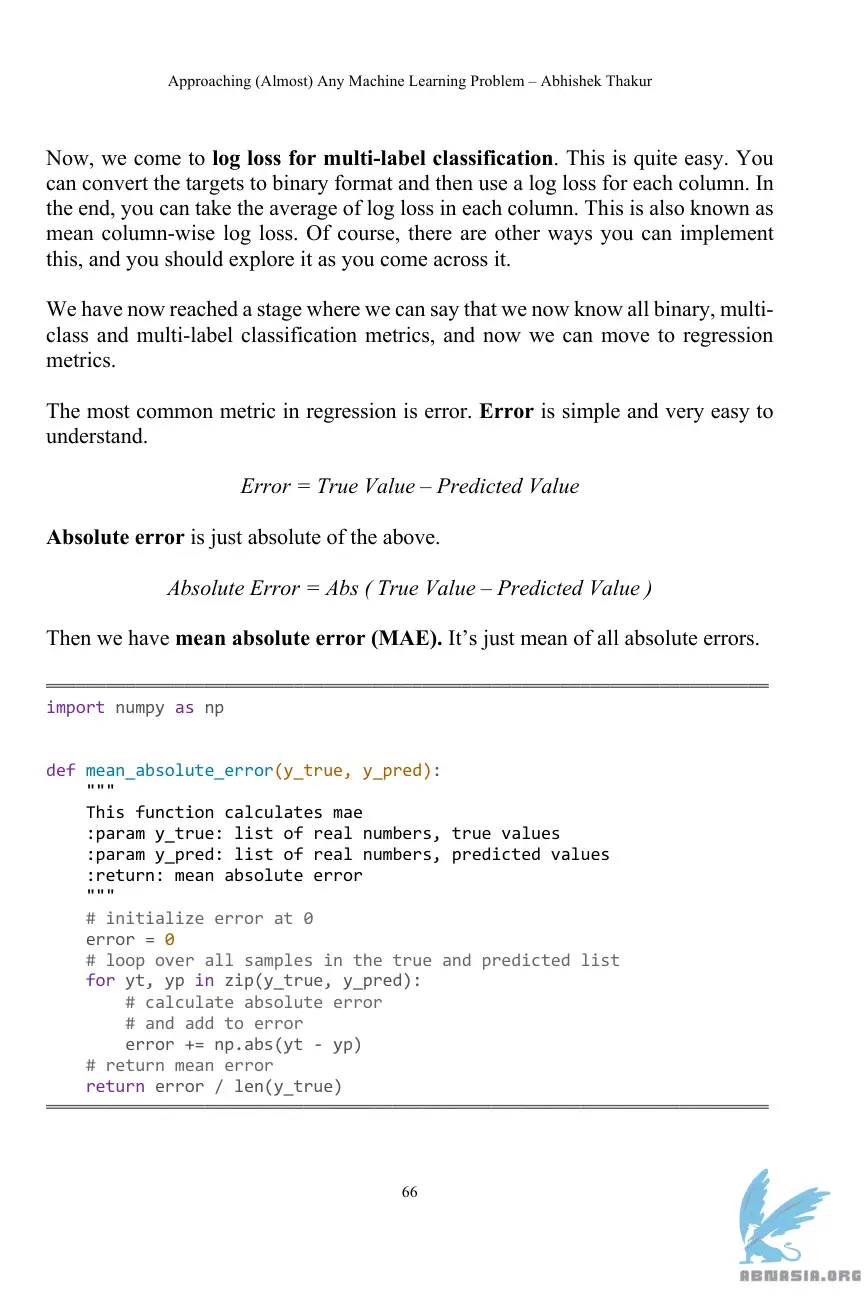 Approaching (Almost) Any Machine Learning Problem – Abhishek Thakur
Now, we come to log loss for multi-label classification. This is quite easy. You
can convert the targets to binary format and then use a log loss for each column. In
the end, you can take the average of log loss in each column. This is also known as
mean column-wise log loss. Of course, there are other ways you can implement
this, and you should explore it as you come across it.
We have now reached a stage where we can say that we now know all binary, multi-
class and multi-label classification metrics, and now we can move to regression
metrics.
The most common metric in regression is error. Error is simple and very easy to
understand.
Error = True Value – Predicted Value
Absolute error is just absolute of the above.
Absolute Error = Abs ( True Value – Predicted Value )
Then we have mean absolute error (MAE). It’s just mean of all absolute errors.
import numpy as np
def mean_absolute_error(y_true, y_pred):
    """
    This function calculates mae
    :param y_true: list of real numbers, true values
    :param y_pred: list of real numbers, predicted values
    :return: mean absolute error
    """
    # initialize error at 0
    error = 0
    # loop over all samples in the true and predicted list
    for yt, yp in zip(y_true, y_pred):
        # calculate absolute error
        # and add to error
        error += np.abs(yt - yp)
    # return mean error
    return error / len(y_true)
66
ABNASIA.ORG